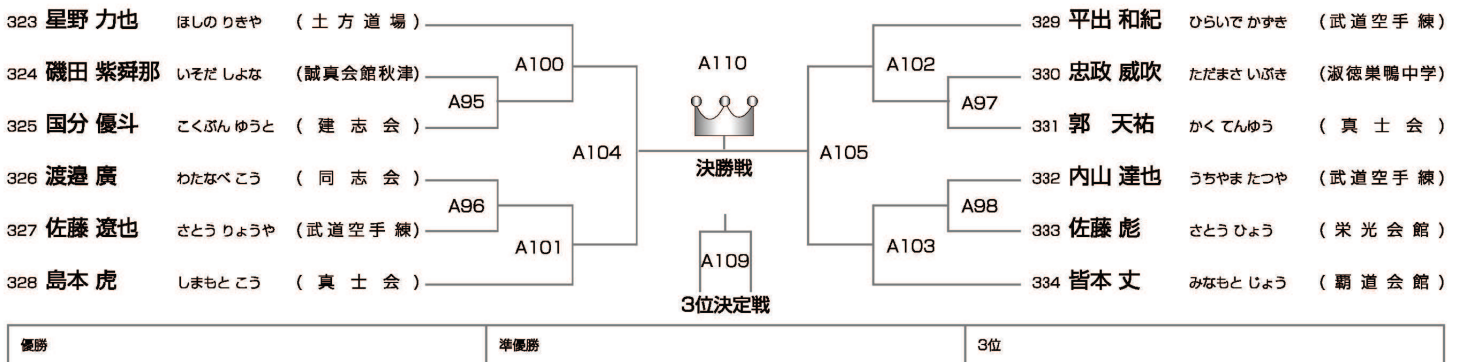 323 星野 力也 ほしの りきや (土方道場)
324 磯田 紫舜那 いそだ しよな (誠真会館秋津)
325 国分 優斗 こくぶん ゆうと (建志会)
326 渡邉 廣 わたなべ こう (同志会)
327 佐藤 遼也 さとう りょうや (武道空手 練)
328 島本 虎 しまもと こう (真士会)
A95
A96
A100
A101
A104
A110
決勝戦
A109
3位決定戦
A105
A102
A103
A97
A98
329 平出 和紀 ひらいで かずき (武道空手 練)
330 忠政 威吹 ただまさ いぶき (淑徳巣鴨中学)
331 郭 天祐 かく てんゆう (真士会)
332 内山 達也 うちやま たつや (武道空手 練)
333 佐藤 彪 さとう ひょう (栄光会館)
334 皆本 丈 みなもと じょう (覇道会館)
優勝 準優勝 3位